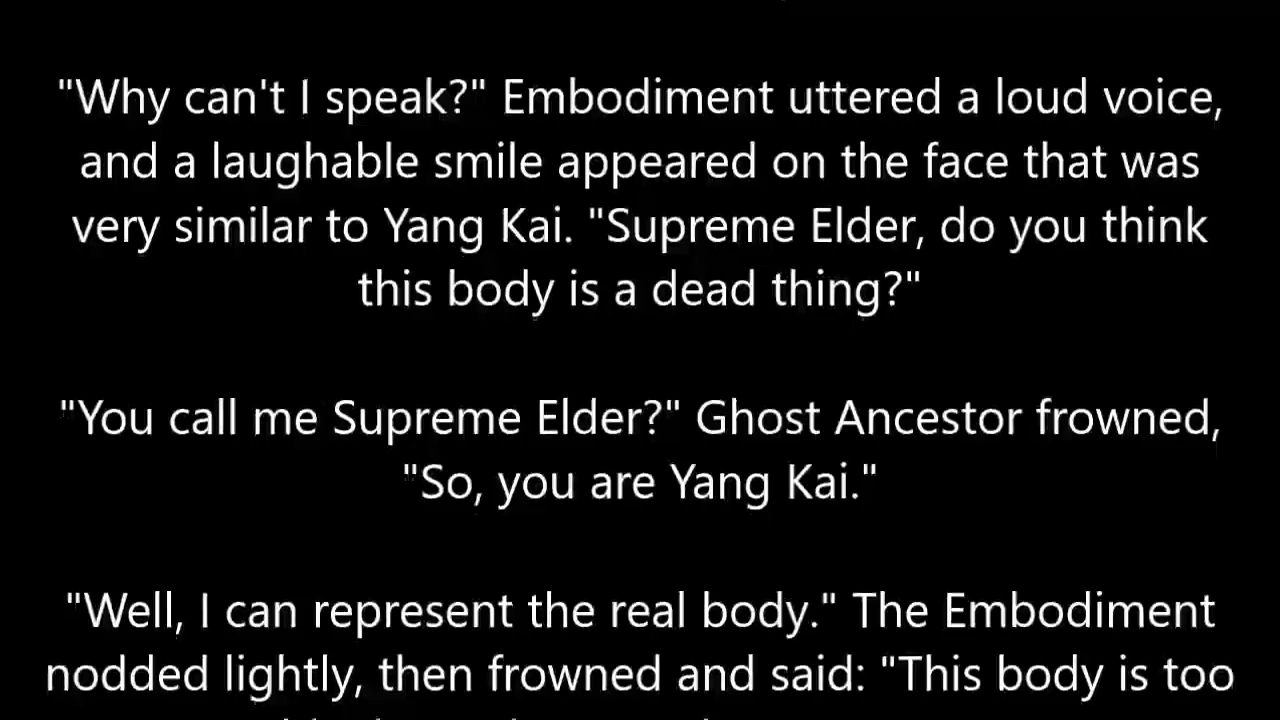 "Why can't I speak?" Embodiment uttered a loud voice,
and a laughable smile appeared on the face that was
very similar to Yang Kai. "Supreme Elder, do you think
this body is a dead thing?"
"You call me Supreme Elder?" Ghost Ancestor frowned,
"So, you are Yang Kai."
"Well, I can represent the real body." The Embodiment
nodded lightly, then frowned and said: "This body is too